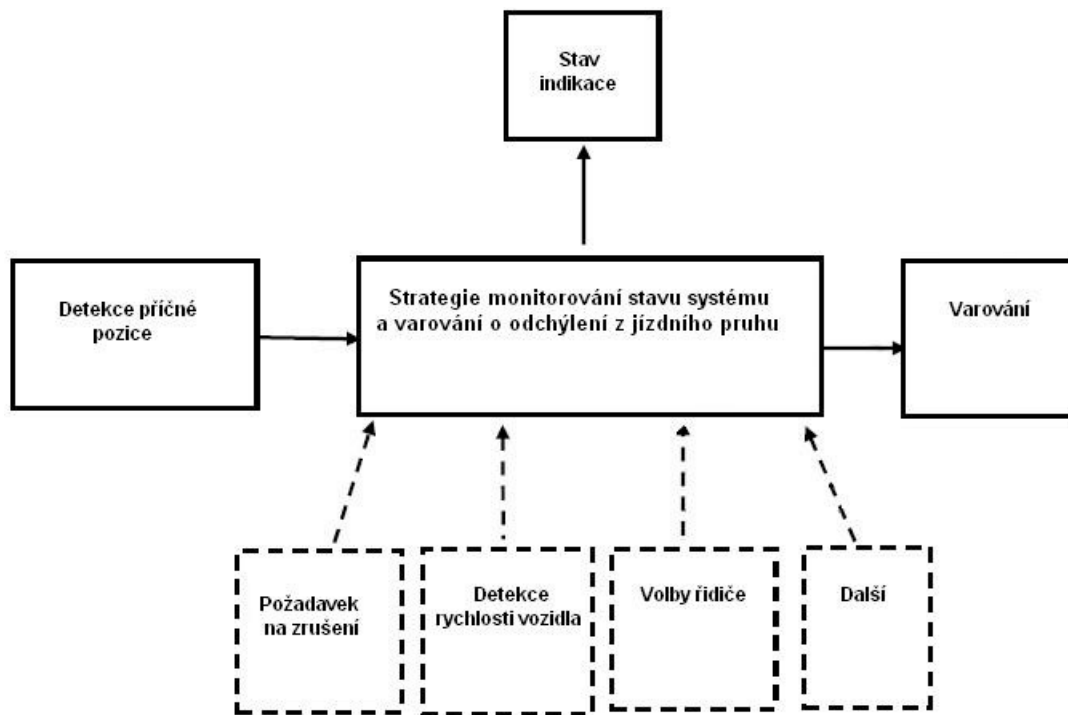 Stav
indikace
Detekce příčné
pozice
Strategie monitorování stavu systému
a varování o odchýlení z jízdního pruhu
Varování
Požadavek
na zrušení
Detekce
rychlosti vozidla
Volby řidiče
Další